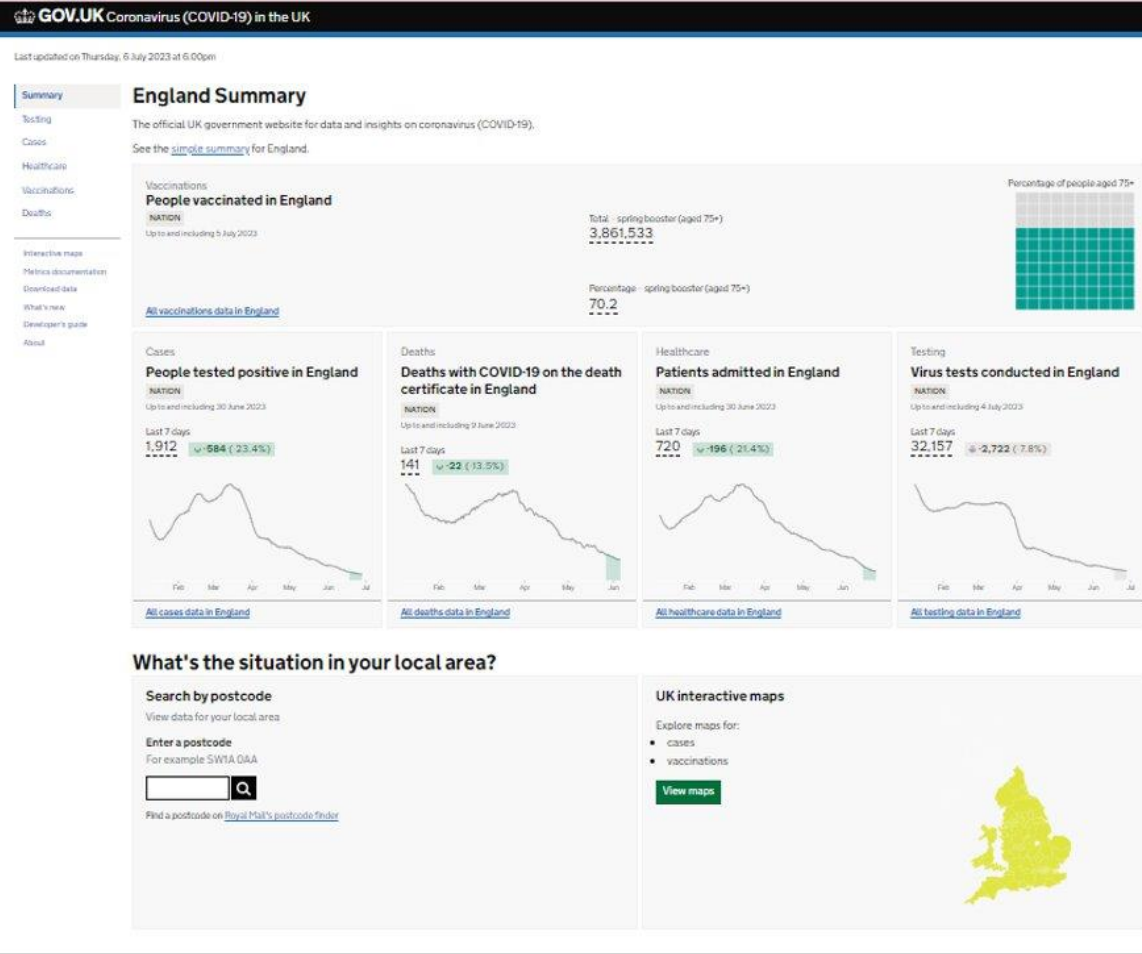 GOV.UK Coronavirus (COVID-19) in the UK
Last updated on Thursday, 6 July 2023 at 6:00pm
Summary
Testing
Cases
Healthcare
Vaccinations
Deaths
Interactive maps
Metrics documentation
Download data
What's new
Developer's guide
About
England Summary
The official UK government website for data and insights on coronavirus (COVID-19).
See the simple summary for England.
Vaccinations
People vaccinated in England
NATION
Up to and including 5 July 2023
All vaccinations data in England
Total - spring booster (aged 75+)
3,861,533
Percentage - spring booster (aged 75+)
70.2
Percentage of people aged 75+
Cases
People tested positive in England
NATION
Up to and including 30 June 2023
Last 7 days
1,912 -584 (23.4%)
Feb Mar Apr May Jun Jul
All cases data in England
Deaths
Deaths with COVID-19 on the death
certificate in England
NATION
Up to and including 9 June 2023
Last 7 days
141 -22 (13.5%)
Feb Mar Apr May Jun
All deaths data in England
Healthcare
Patients admitted in England
NATION
Up to and including 30 June 2023
Last 7 days
720 -196 (21.4%)
Feb Mar Apr May Jun
All healthcare data in England
Testing
Virus tests conducted in England
NATION
Up to and including 4 July 2023
Last 7 days
32,157 -2,722 (7.8%)
Feb Mar Apr May Jun Jul
All testing data in England
What's the situation in your local area?
Search by postcode
View data for your local area
Enter a postcode
For example SW1A 0AA
Find a postcode on Royal Mail's postcode finder
UK interactive maps
Explore maps for:
• cases
• vaccinations
View maps